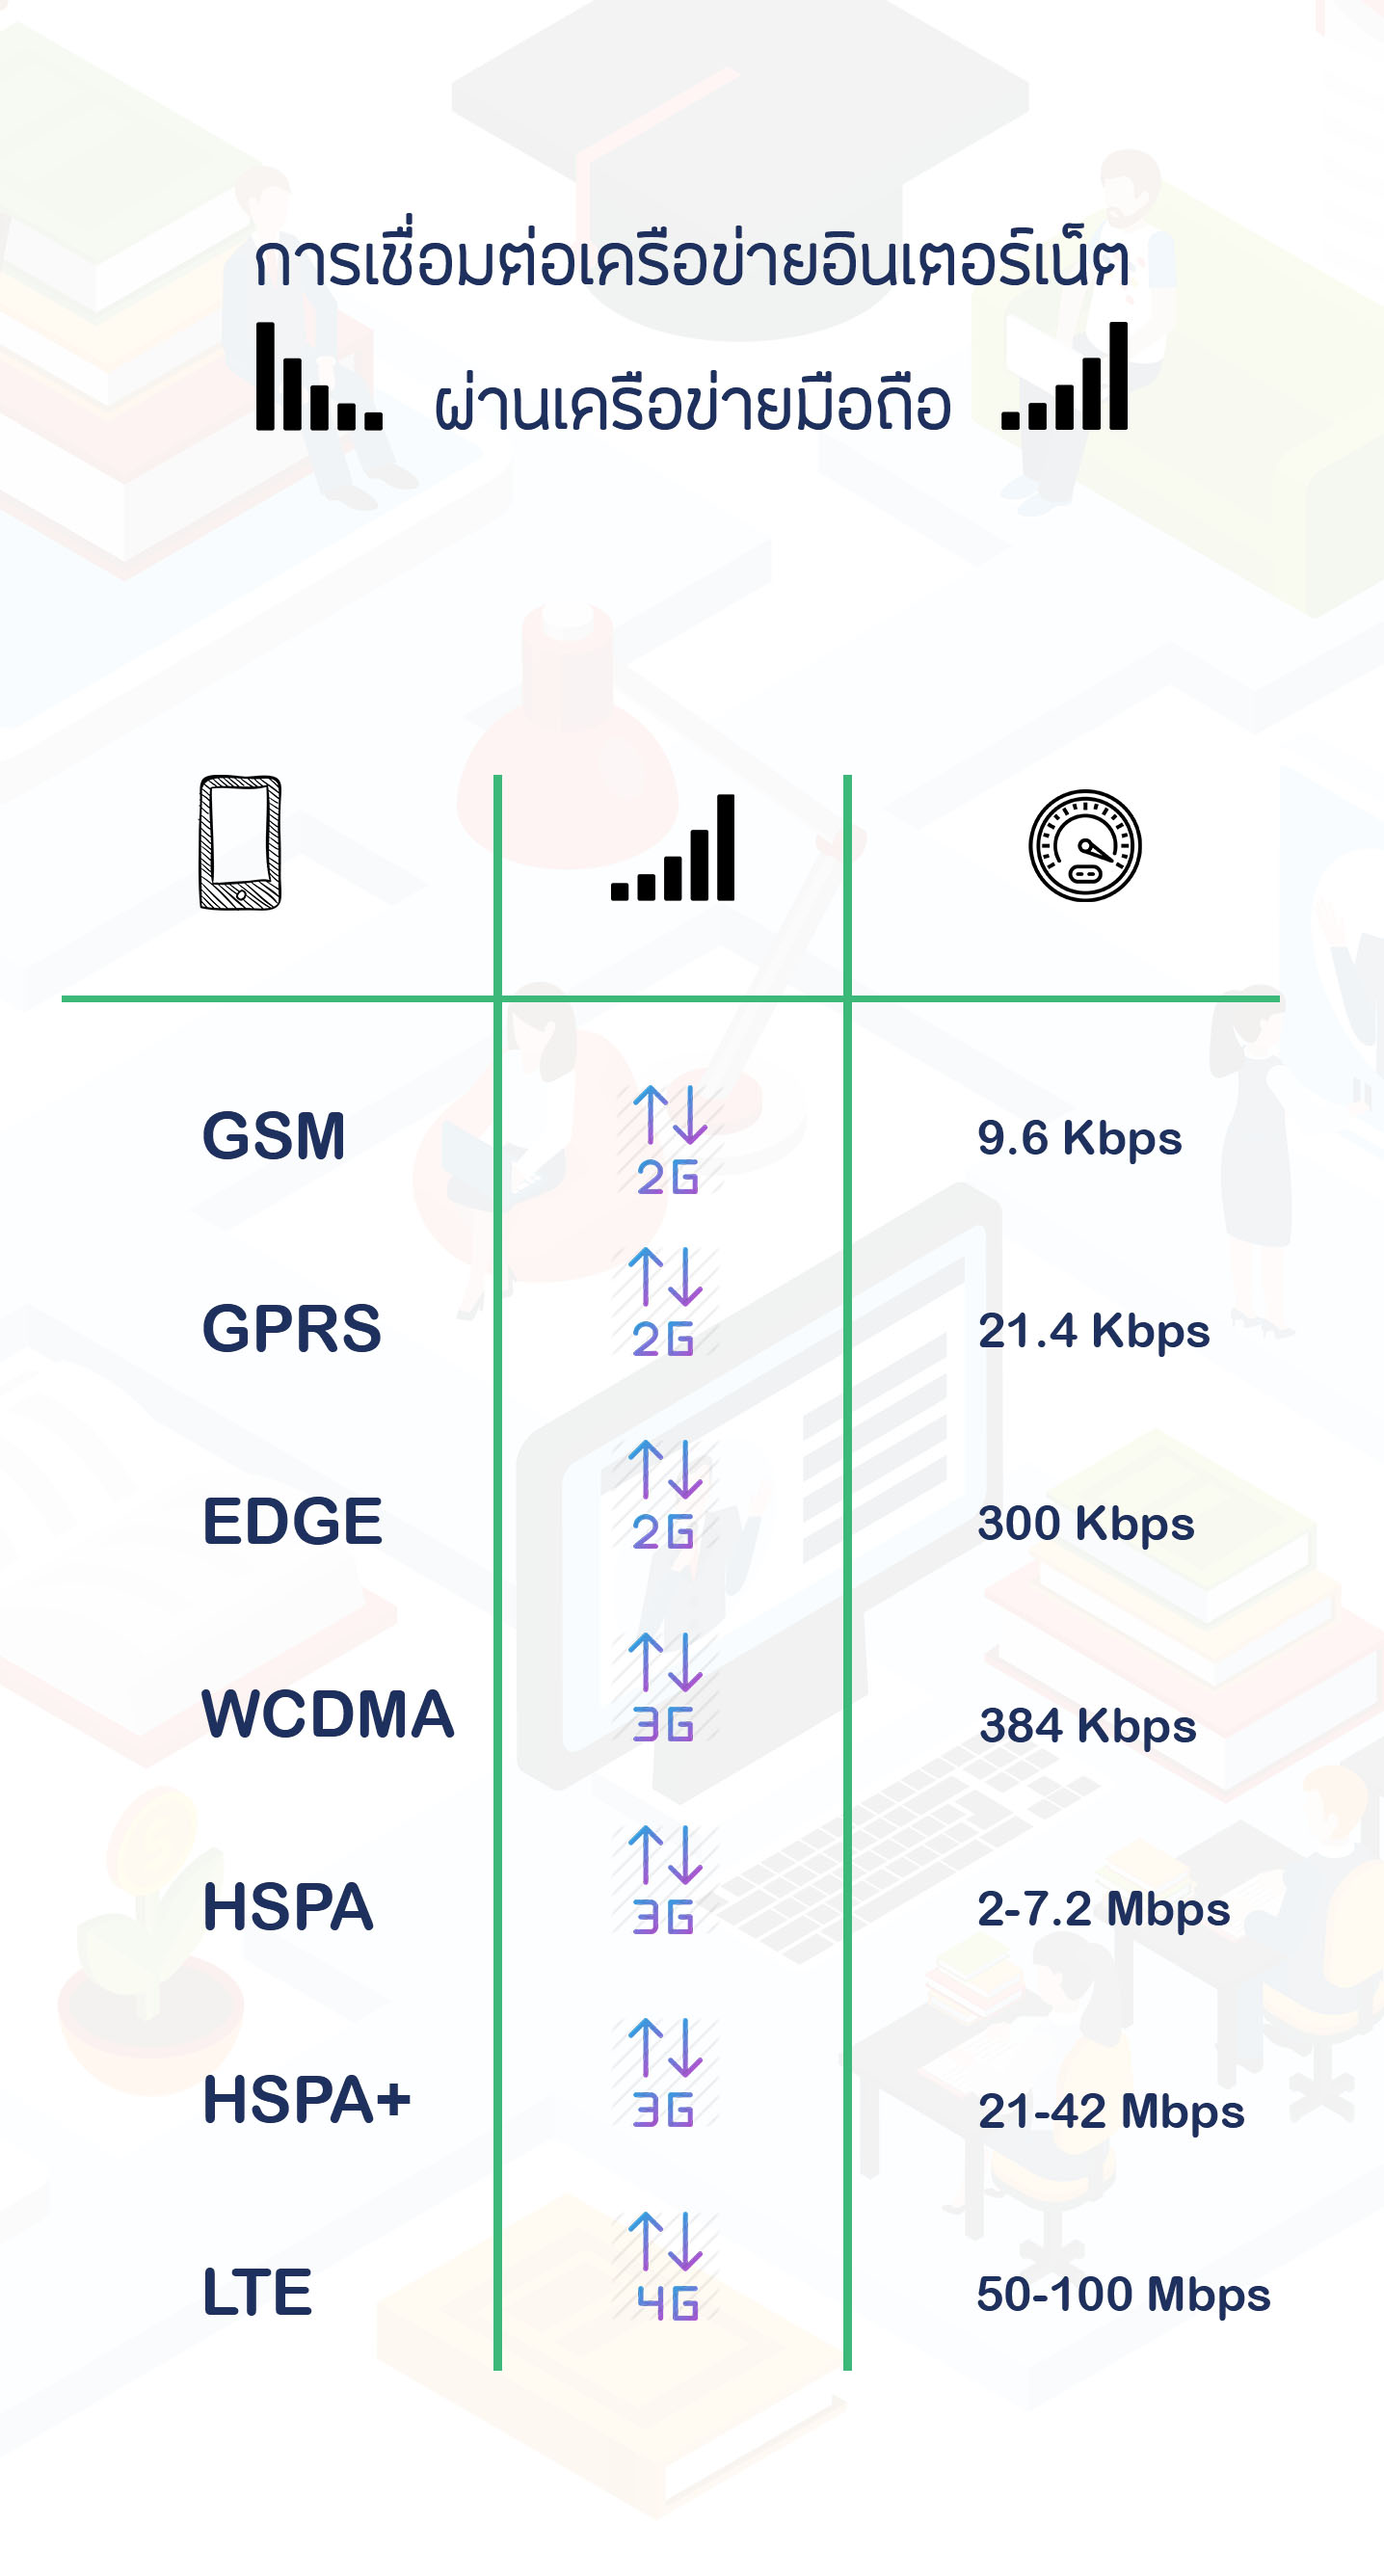 การเชื่อมต่อเครือข่ายอินเตอร์เน็ต
ผ่านเครือข่ายมือถือ
GSM 2G 9.6 Kbps
GPRS 2G 21.4 Kbps
EDGE 2G 300 Kbps
WCDMA 3G 384 Kbps
HSPA 3G 2-7.2 Mbps
HSPA+ 3G 21-42 Mbps
LTE 4G 50-100 Mbps